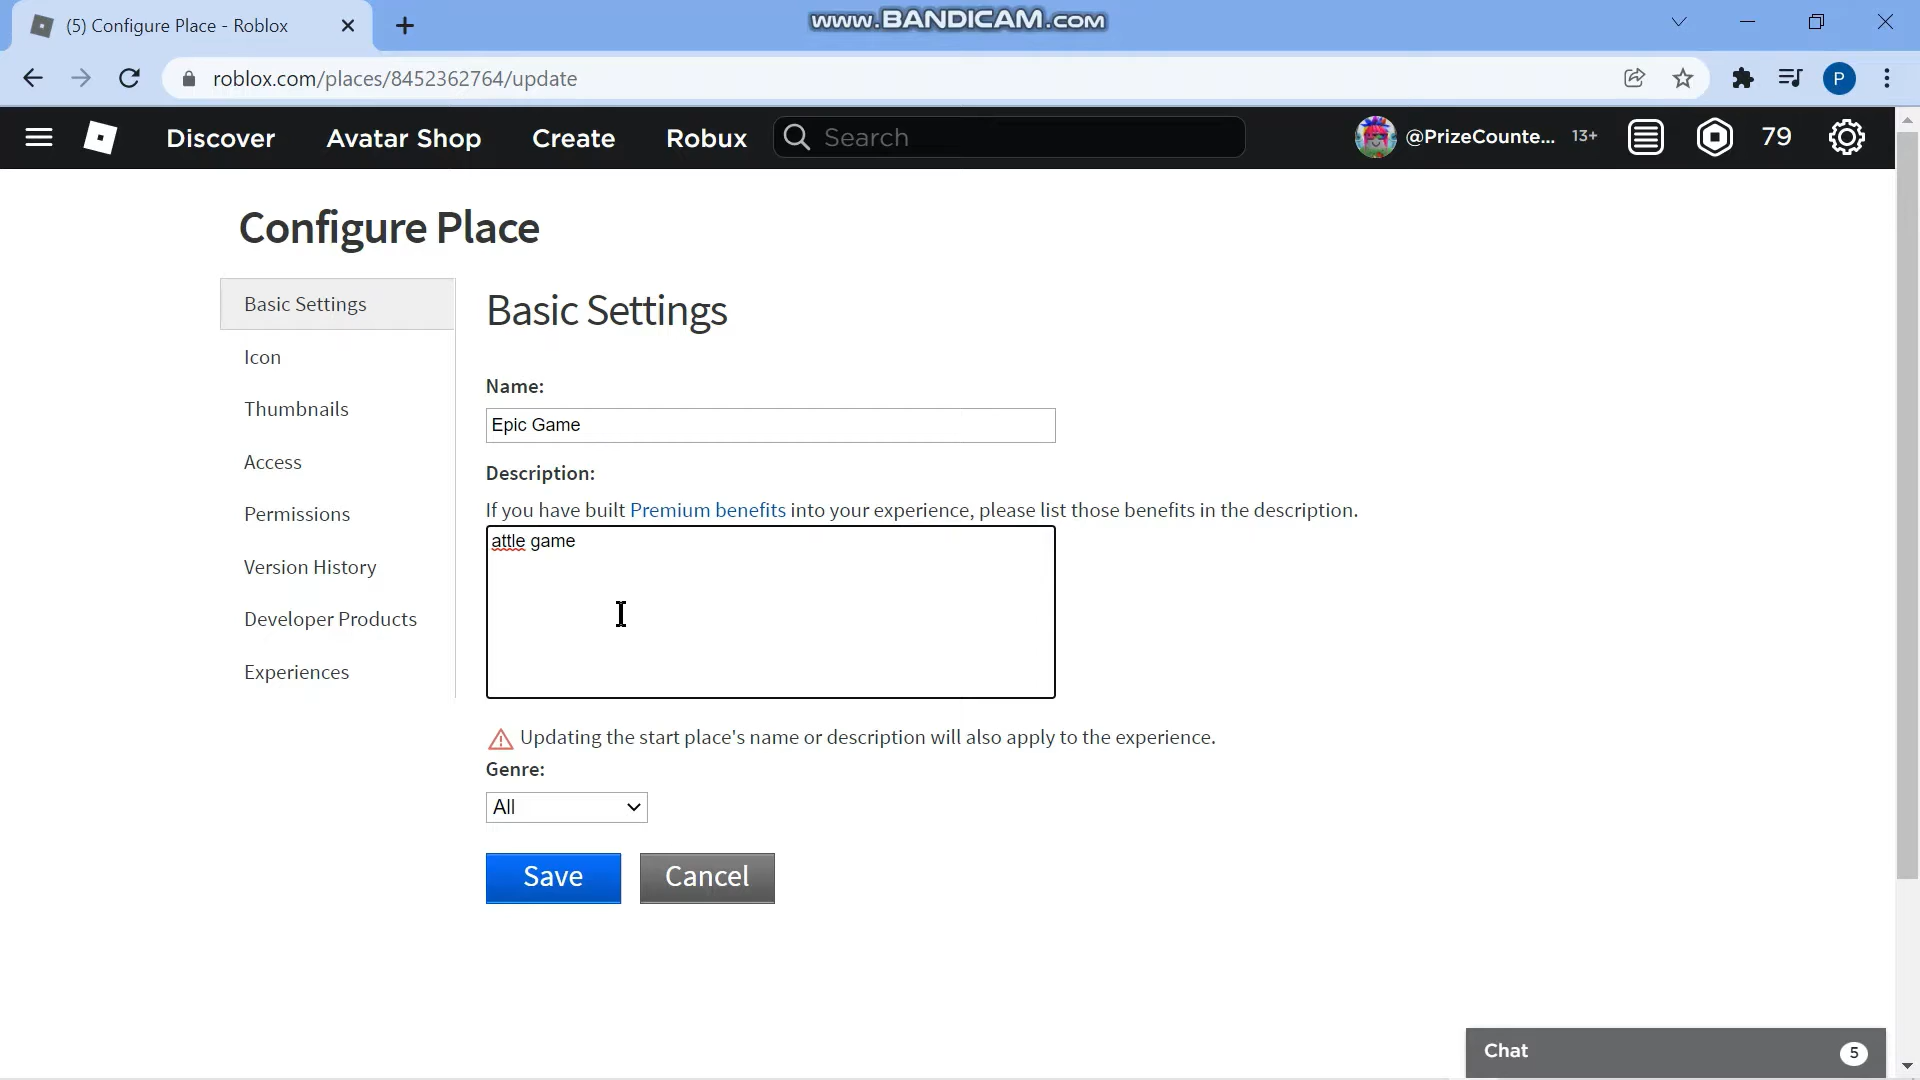 (5) Configure Place - Roblox
www.BANDICAM.com
roblox.com/places/8452362764/update
P
Discover
Avatar Shop
Create
Robux
Search
@PrizeCounte...
13+
79
Configure Place
Basic Settings
Icon
Thumbnails
Access
Permissions
Version History
Developer Products
Experiences
Basic Settings
Name:
Epic Game
Description:
If you have built Premium benefits into your experience, please list those benefits in the description.
attle game
Updating the start place's name or description will also apply to the experience.
Genre:
All
Save
Cancel
Chat
5